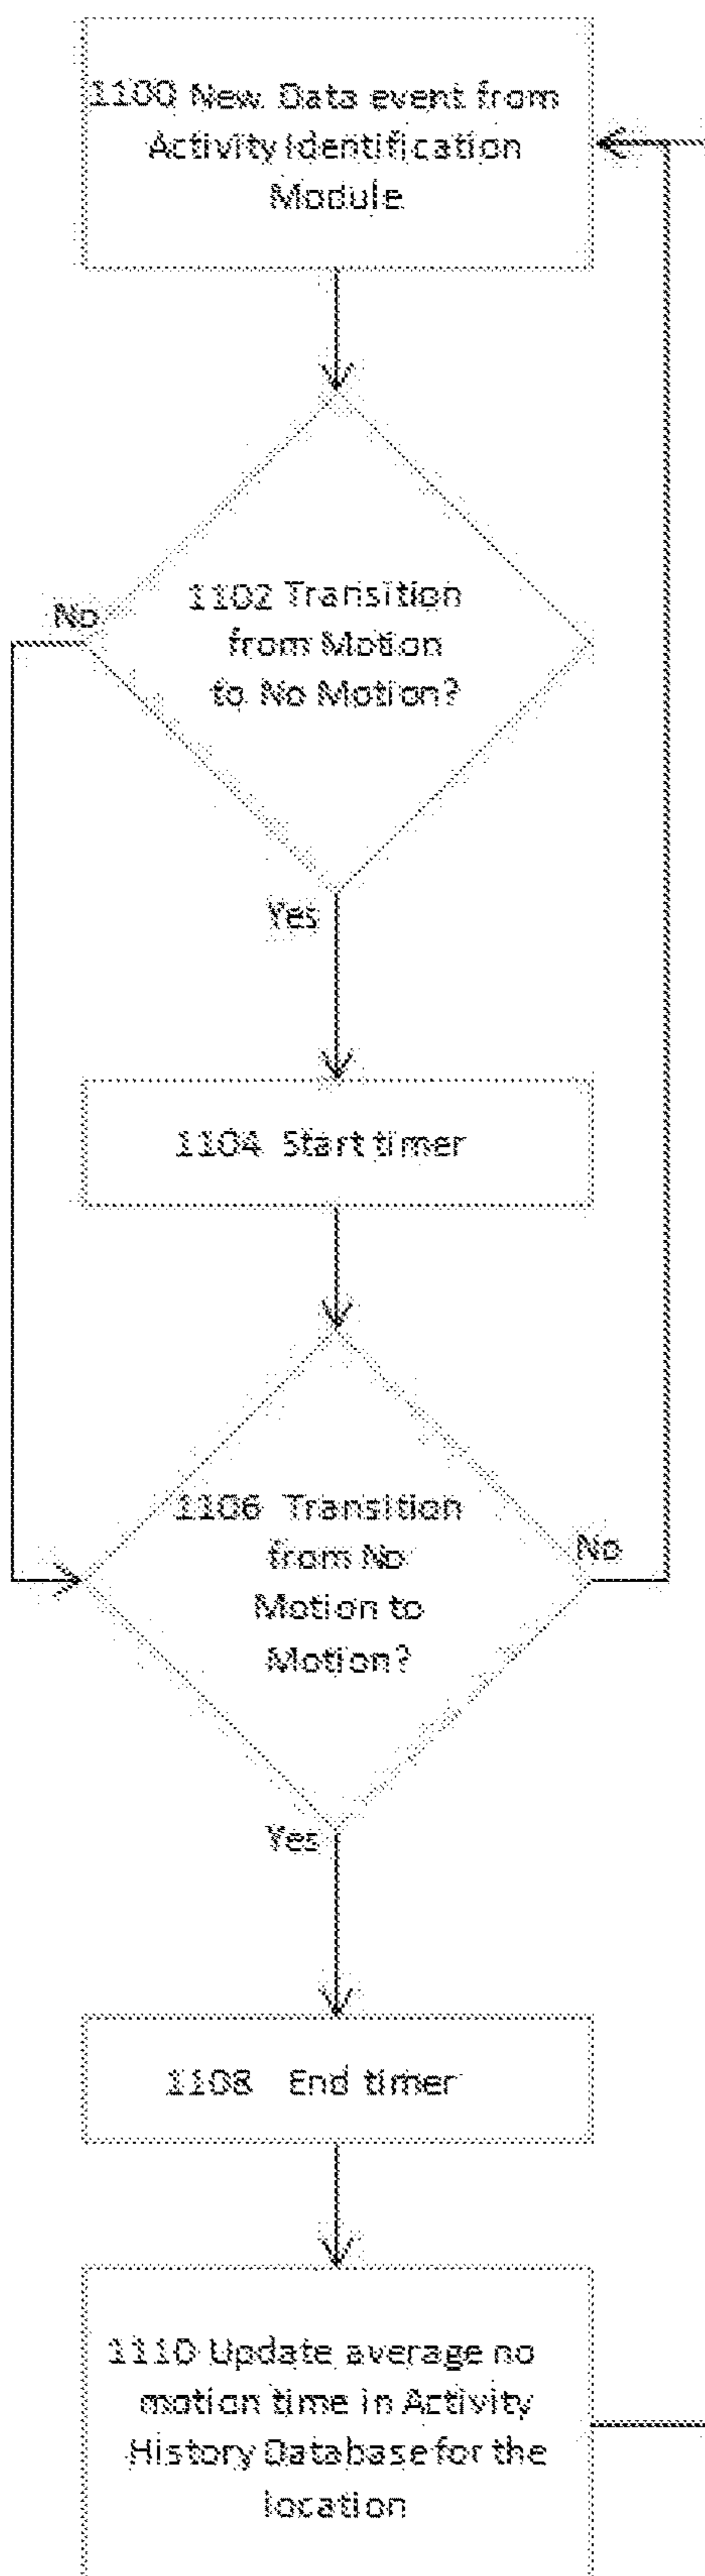 1100 New Data event from
Activity Identification
Module
No
1102 Transition
from Motion
to No Motion?
Yes
1104 Start timer
1106 Transition
from No
Motion to
Motion?
No
Yes
1108 End timer
1110 Update average no
motion time in Activity
History Database for the
location